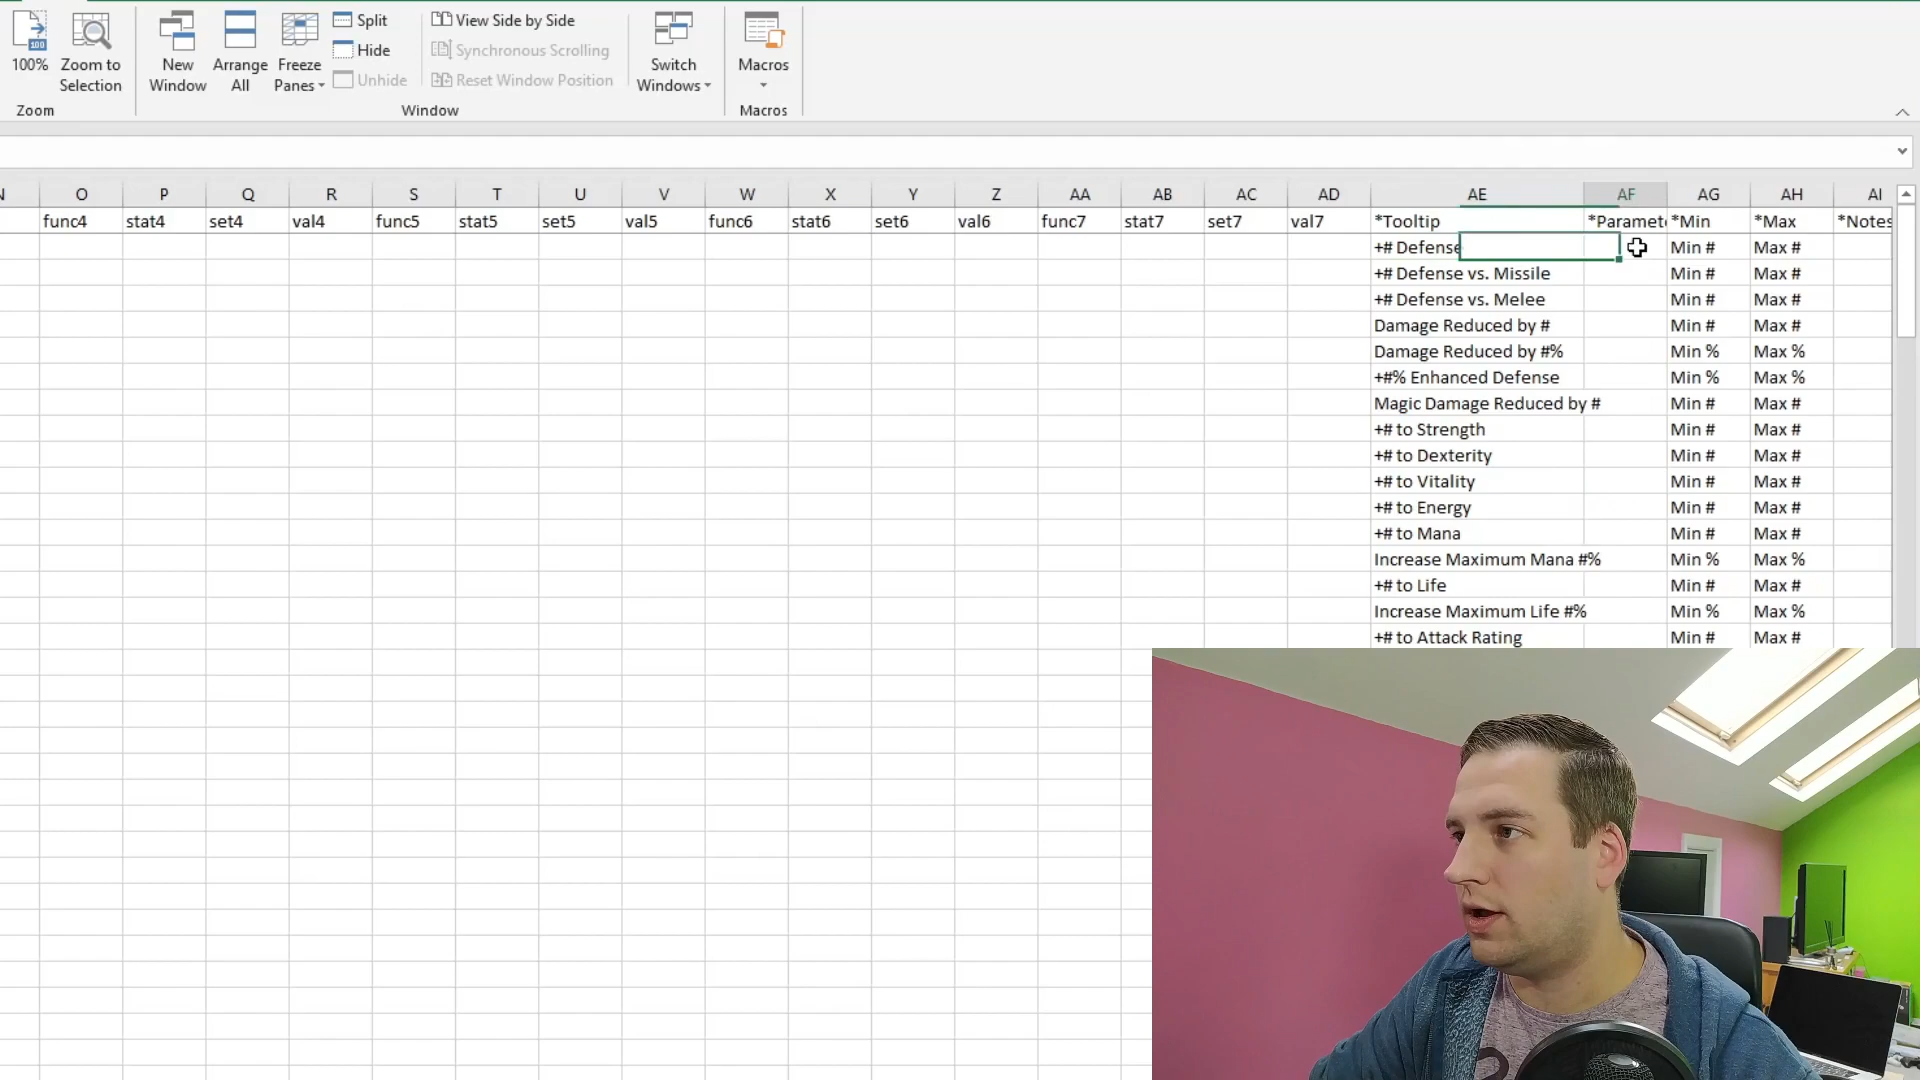 100%
Zoom to Selection
Zoom
New Window
Arrange All
Freeze Panes
Split
Hide
Unhide
View Side by Side
Synchronous Scrolling
Reset Window Position
Window
Switch Windows
Macros
Macros
O P Q R S T U V W X Y Z AA AB AC AD AE AF AG AH AI
func4 stat4 set4 val4 func5 stat5 set5 val5 func6 stat6 set6 val6 func7 stat7 set7 val7 *Tooltip *Paramete *Min *Max *Notes
+# Defense Min # Max #
+# Defense vs. Missile Min # Max #
+# Defense vs. Melee Min # Max #
Damage Reduced by # Min # Max #
Damage Reduced by #% Min % Max %
+#% Enhanced Defense Min % Max %
Magic Damage Reduced by # Min # Max #
+# to Strength Min # Max #
+# to Dexterity Min # Max #
+# to Vitality Min # Max #
+# to Energy Min # Max #
+# to Mana Min # Max #
Increase Maximum Mana #% Min % Max %
+# to Life Min # Max #
Increase Maximum Life #% Min % Max %
+# to Attack Rating Min # Max #